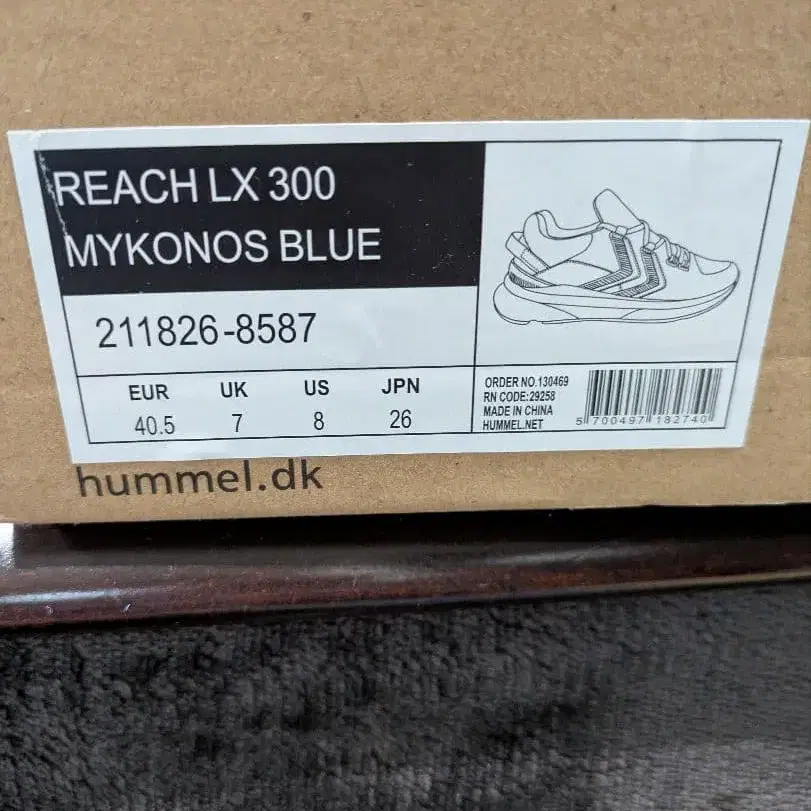 REACH LX 300
MYKONOS BLUE
211826-8587
EUR UK US JPN
40.5 7 8 26
ORDER NO.130469
RN CODE:29258
MADE IN CHINA
HUMMEL.NET
5 700497 182740
hummel.dk